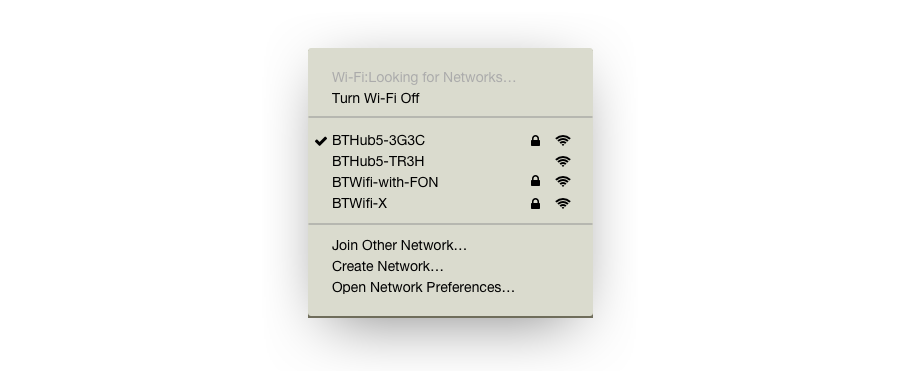 Wi-Fi:Looking for Networks...
Turn Wi-Fi Off
BTHub5-3G3C
BTHub5-TR3H
BTWifi-with-FON
BTWifi-X
Join Other Network...
Create Network...
Open Network Preferences...